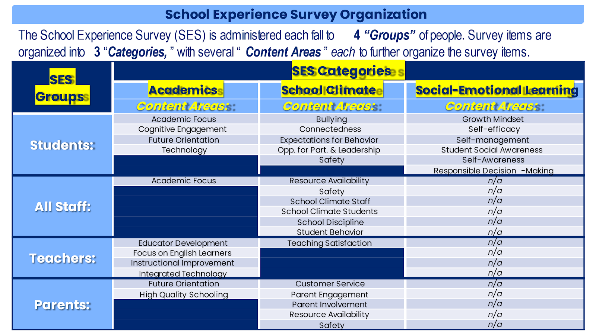 School Experience Survey Organization
The School Experience Survey (SES) is administered each fall to 4 “Groups” of people. Survey items are
organized into 3 “Categories, ” with several “ Content Areas ” each to further organize the survey items.
SES Groups
SES Categories
Academics School Climate Social-Emotional Learning
Content Areas: Content Areas: Content Areas:
Students:
Academic Focus Bullying Growth Mindset
Cognitive Engagement Connectedness Self-efficacy
Future Orientation Expectations for Behavior Self-management
Technology Opp. for Part. & Leadership Student Social Awareness
Safety Self-Awareness
Responsible Decision -Making
All Staff:
Academic Focus Resource Availability n/a
Safety n/a
School Climate Staff n/a
School Climate Students n/a
School Discipline n/a
Student Behavior n/a
Teachers:
Educator Development Teaching Satisfaction n/a
Focus on English Learners n/a
Instructional Improvement n/a
Integrated Technology n/a
Parents:
Future Orientation Customer Service n/a
High Quality Schooling Parent Engagement n/a
Parent Involvement n/a
Resource Availability n/a
Safety n/a